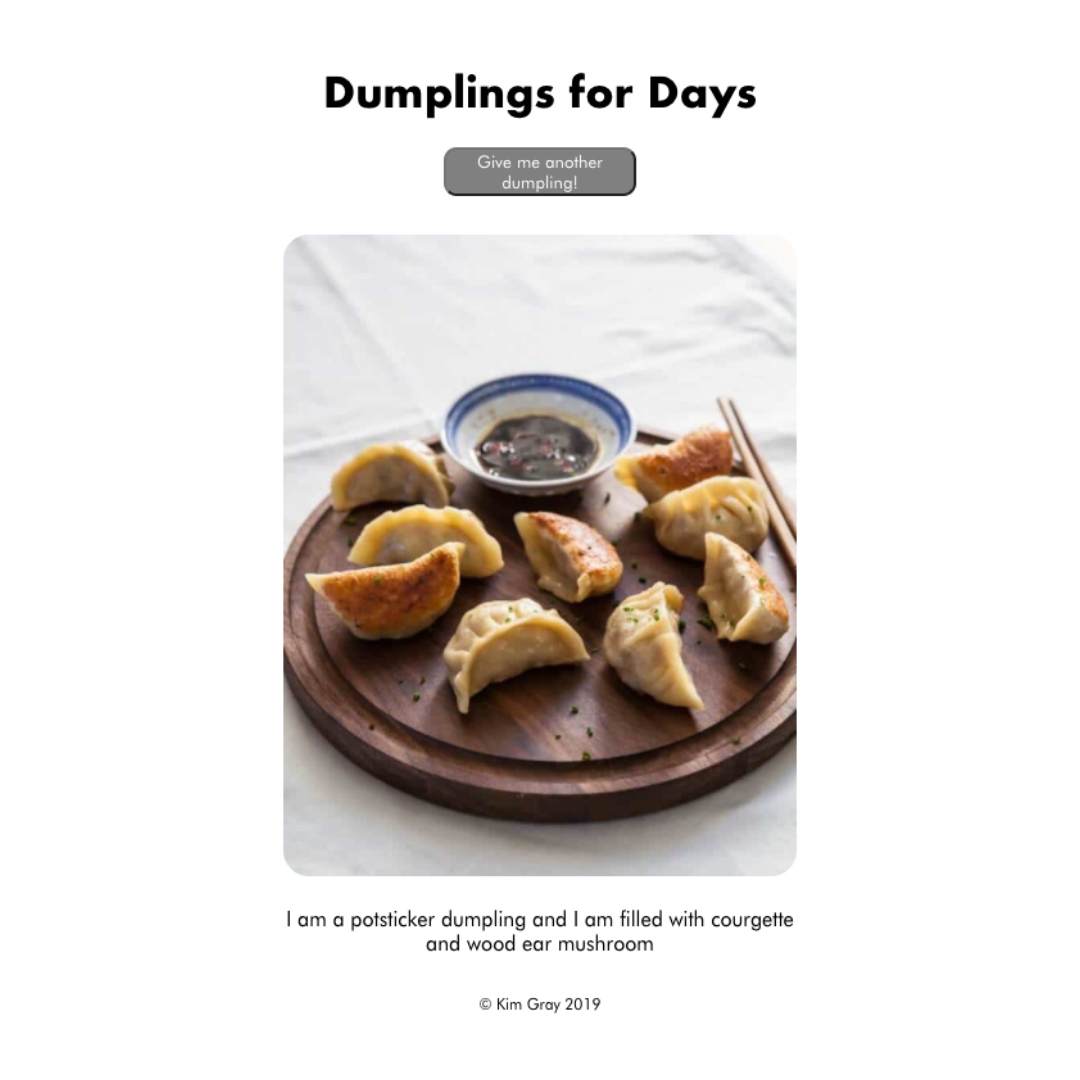 Dumplings for Days
Give me another
dumpling!
I am a potsticker dumpling and I am filled with courgette
and wood ear mushroom
© Kim Gray 2019